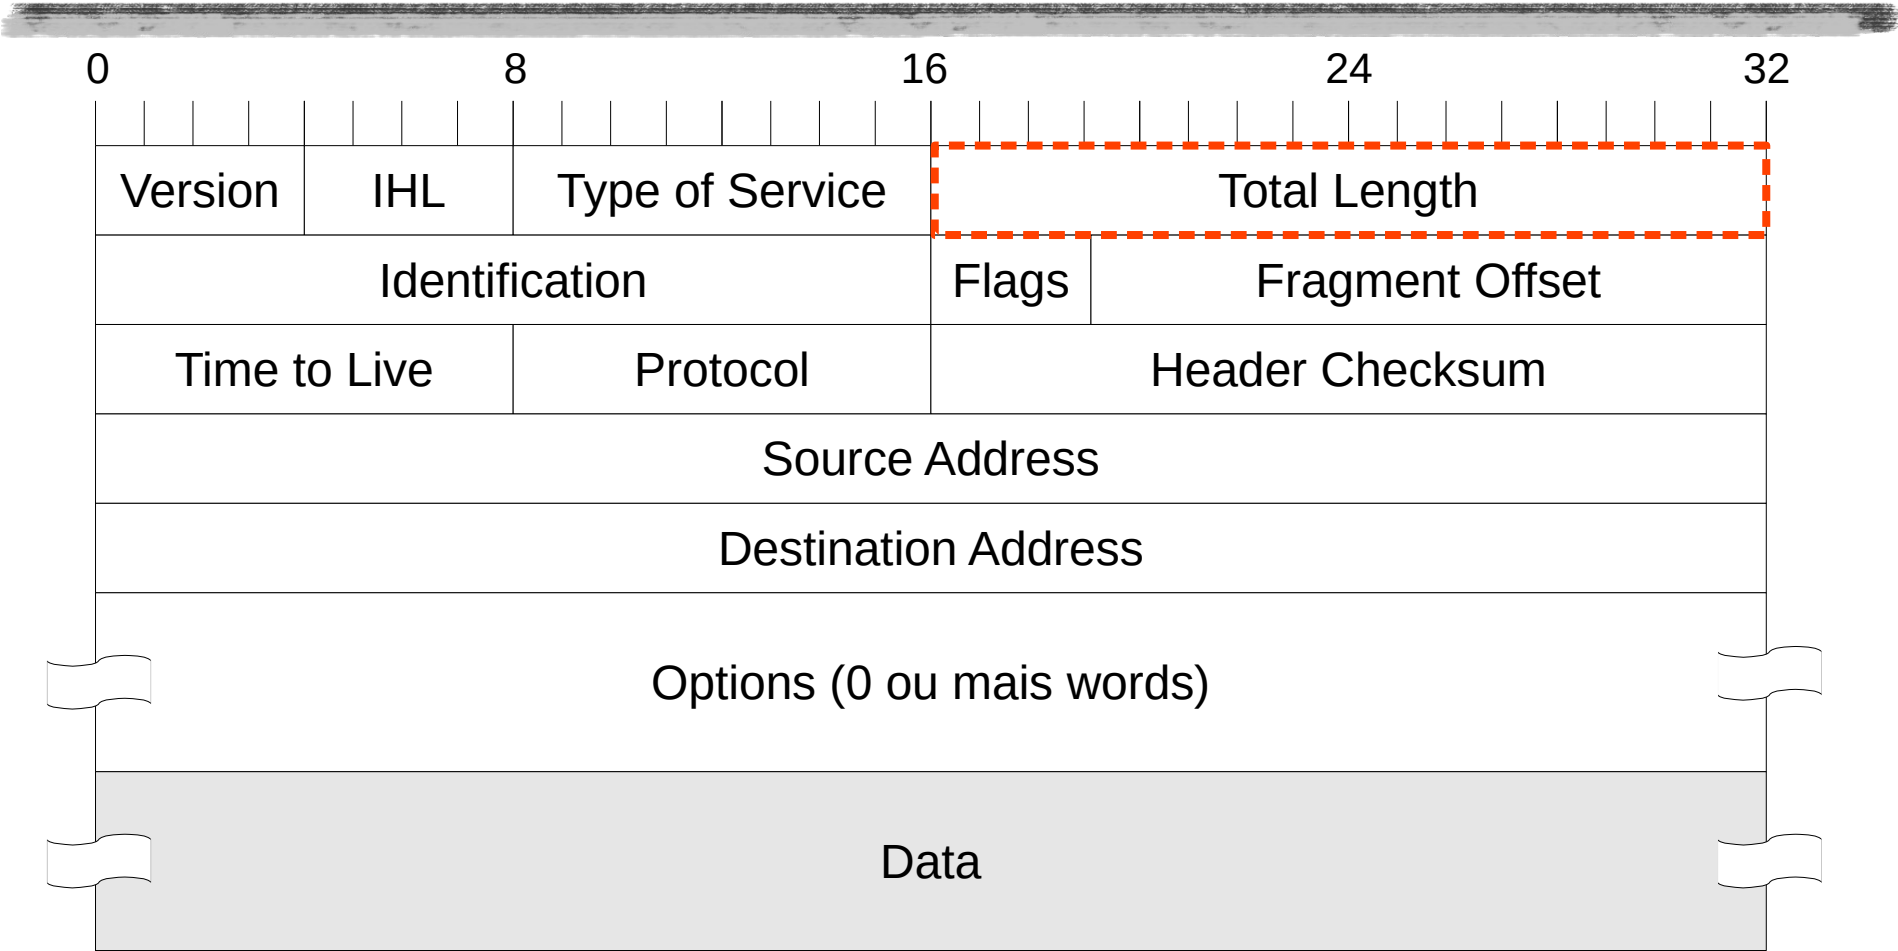 0 8 16 24 32
Version IHL Type of Service Total Length
Identification Flags Fragment Offset
Time to Live Protocol Header Checksum
Source Address
Destination Address
Options (0 ou mais words)
Data